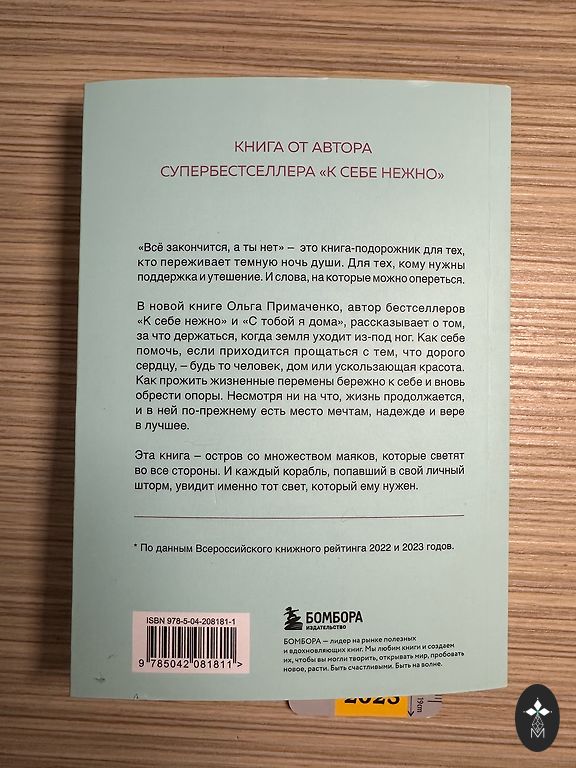 КНИГА ОТ АВТОРА
СУПЕРБЕСТСЕЛЛЕРА «К СЕБЕ НЕЖНО»
«Всё закончится, а ты нет» – это книга-подорожник для тех,
кто переживает темную ночь души. Для тех, кому нужны
поддержка и утешение. И слова, на которые можно опереться.
В новой книге Ольга Примаченко, автор бестселлеров
«К себе нежно» и «С тобой я дома», рассказывает о том,
за что держаться, когда земля уходит из-под ног. Как себе
помочь, если приходится прощаться с тем, что дорого
сердцу, – будь то человек, дом или ускользающая красота.
Как прожить жизненные перемены бережно к себе и вновь
обрести опоры. Несмотря ни на что, жизнь продолжается,
и в ней по-прежнему есть место мечтам, надежде и вере
в лучшее.
Эта книга – остров со множеством маяков, которые светят
во все стороны. И каждый корабль, попавший в свой личный
шторм, увидит именно тот свет, который ему нужен.
* По данным Всероссийского книжного рейтинга 2022 и 2023 годов.
ISBN 978-5-04-208181-1
9 785042 081811 >
БОМБОРА
ИЗДАТЕЛЬСТВО
БОМБОРА – лидер на рынке полезных
и вдохновляющих книг. Мы любим книги и создаем
их, чтобы вы могли творить, открывать мир, пробовать
новое, расти. Быть счастливыми. Быть на волне.
2023
19cm
M